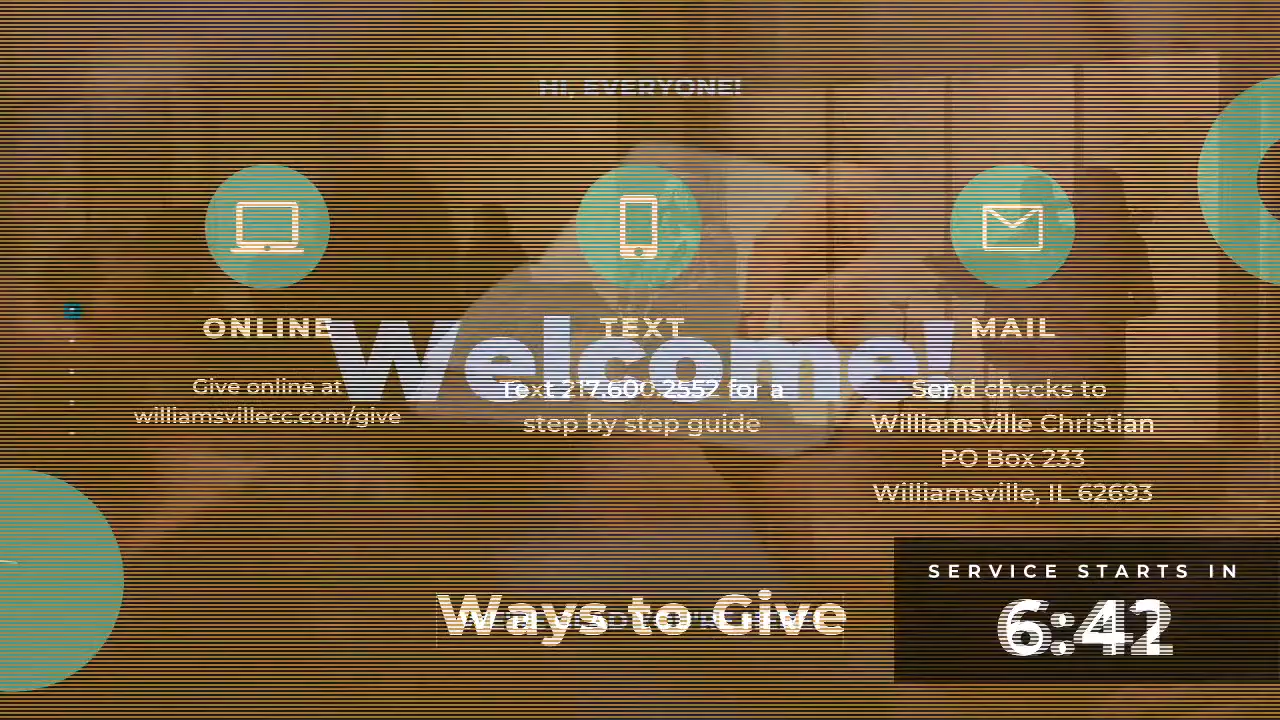 HI, EVERYONE!
ONLINE
TEXT
MAIL
Welcome!
Give online at
williamsvillecc.com/give
Text 217.600.2552 for a
step by step guide
Send checks to
Williamsville Christian
PO Box 233
Williamsville, IL 62693
SERVICE STARTS IN
Ways to Give